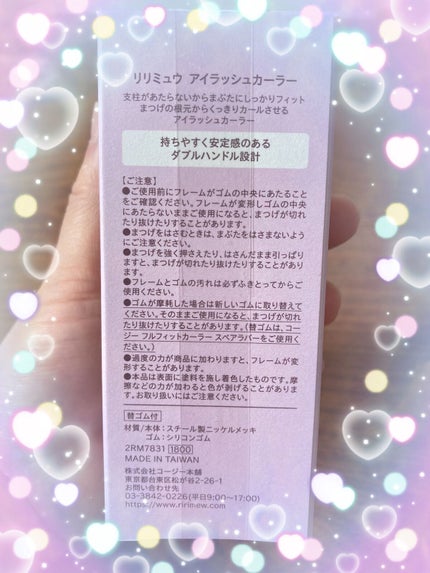 リリミュウ アイラッシュカーラー
支柱があたらないからまぶたにしっかりフィット
まつげの根元からくっきりカールさせる
アイラッシュカーラー
持ちやすく安定感のある
ダブルハンドル設計
【ご注意】
●ご使用前にフレームがゴムの中央にあたること
をご確認ください。フレームが変形しゴムの中央
にあたらないままご使用になると、まつげが切れ
たり抜けたりすることがあります。
●まつげをはさむときは、まぶたをはさまないよう
にご注意ください。
●まつげを強く押さえたり、はさんだまま引っぱり
ますと、まつげが切れたり抜けたりすることがあり
ます。
●フレームとゴムの汚れは必ずふきとってからご
使用ください。
●ゴムが摩耗した場合は新しいゴムに取り替えて
ください。そのままご使用になると、まつげが切れ
たり抜けたりすることがあります。(替ゴムは、コー
ジー フルフィットカーラー スペアラバーをご使用く
ださい。)
●過度の力が商品に加わりますと、フレームが変
形することがあります。
●本品は表面に塗料を施し着色したものです。摩
擦などの力が加わると色が剥げることがありま
す。お取り扱いにはご注意ください。
替ゴム付
材質/本体:スチール製ニッケルメッキ
ゴム:シリコンゴム
2RM7831 1600
MADE IN TAIWAN
株式会社コージー本舗
東京都台東区松が谷2-26-1
お問い合わせ先
03-3842-0226(平日9:00~17:00)
https://www.ririmew.com/